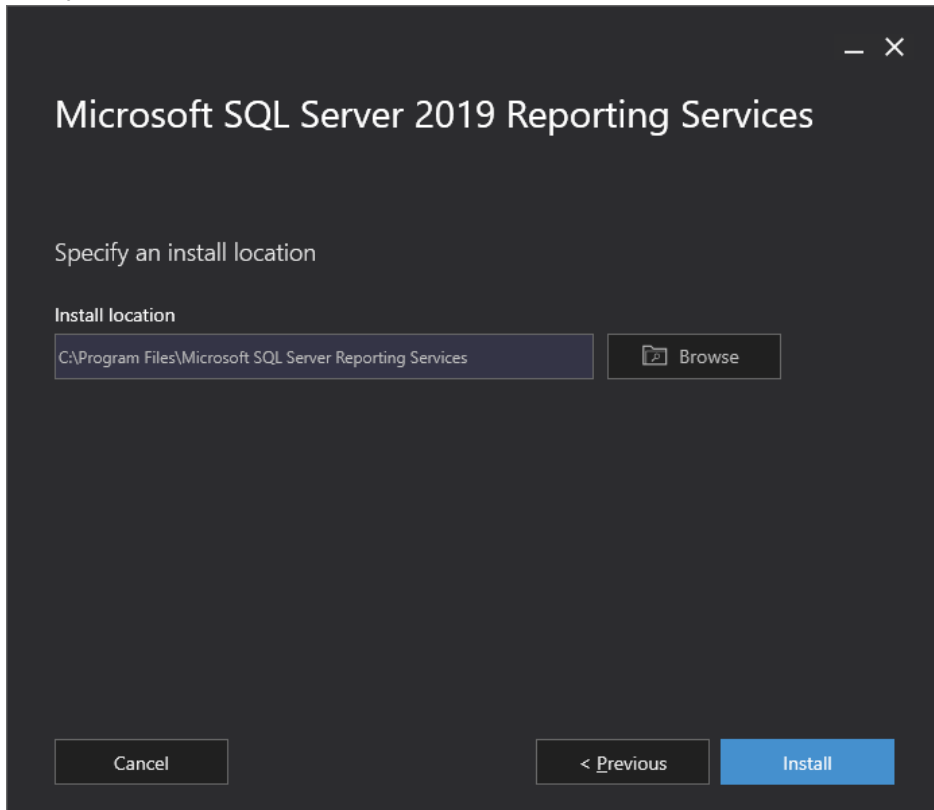 Microsoft SQL Server 2019 Reporting Services
Specify an install location
Install location
C:\Program Files\Microsoft SQL Server Reporting Services
Browse
Cancel
< Previous
Install